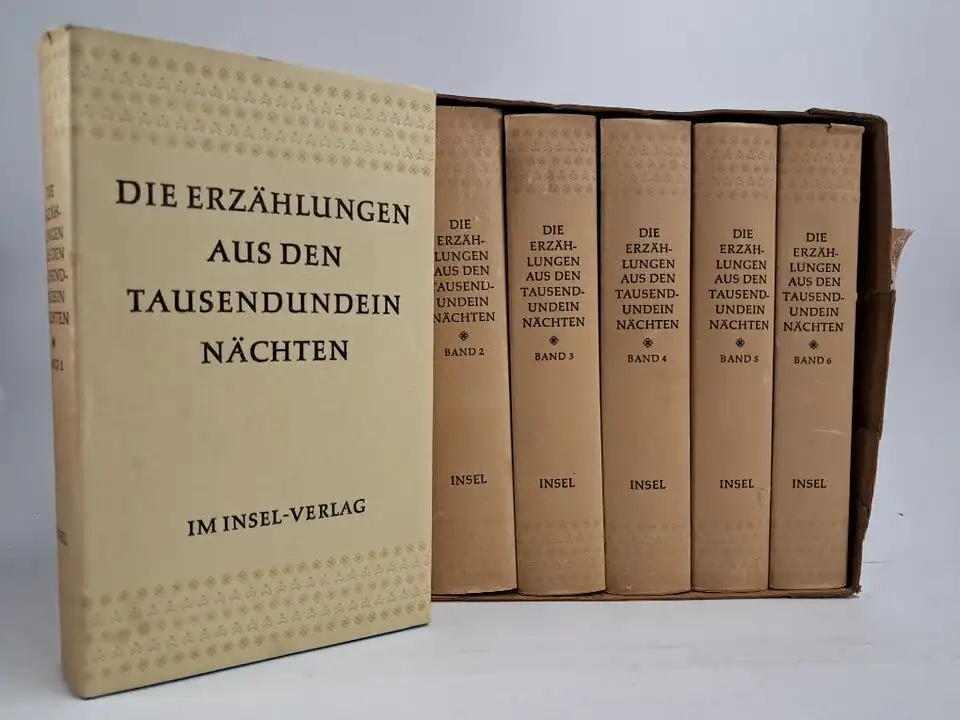 DIE ERZÄHLUNGEN
AUS DEN
TAUSENDUNDEIN
NÄCHTEN
IM INSEL-VERLAG
DIE
ERZÄH-
LUNGEN
AUS DEN
TAUSEND-
UNDEIN
NÄCHTEN
BAND 2
INSEL
DIE
ERZÄH-
LUNGEN
AUS DEN
TAUSEND-
UNDEIN
NÄCHTEN
BAND 3
INSEL
DIE
ERZÄH-
LUNGEN
AUS DEN
TAUSEND-
UNDEIN
NÄCHTEN
BAND 4
INSEL
DIE
ERZÄH-
LUNGEN
AUS DEN
TAUSEND-
UNDEIN
NÄCHTEN
BAND 5
INSEL
DIE
ERZÄH-
LUNGEN
AUS DEN
TAUSEND-
UNDEIN
NÄCHTEN
BAND 6
INSEL